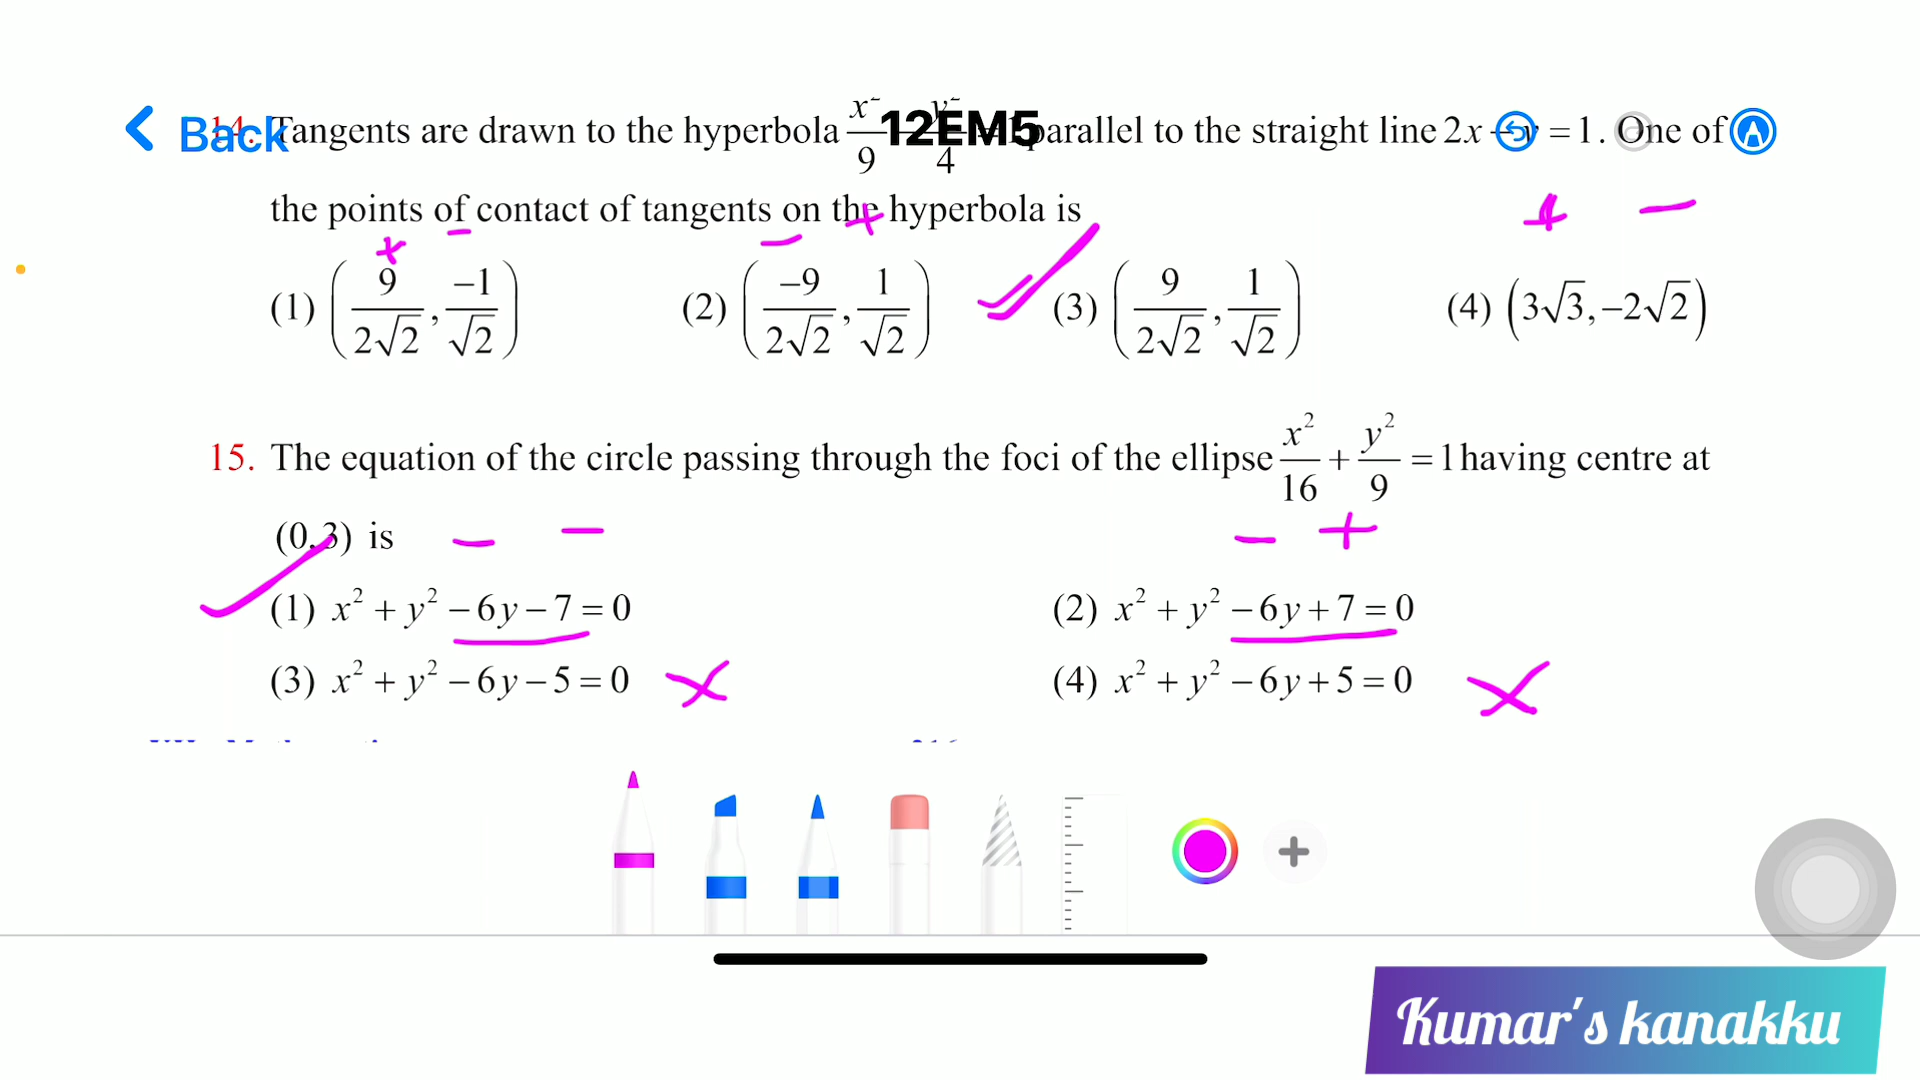 Back
12EM5
14. Tangents are drawn to the hyperbola x²/9 − y²/4 = 1 parallel to the straight line 2x − y = 1. One of
the points of contact of tangents on the hyperbola is
+ − − + + −
(1) (9/2√2, −1/√2) (2) (−9/2√2, 1/√2) (3) (9/2√2, 1/√2) (4) (3√3, −2√2)
15. The equation of the circle passing through the foci of the ellipse x²/16 + y²/9 = 1 having centre at
(0,3) is
− − − +
(1) x² + y² − 6y − 7 = 0 (2) x² + y² − 6y + 7 = 0
(3) x² + y² − 6y − 5 = 0 (4) x² + y² − 6y + 5 = 0
Kumar's kanakku